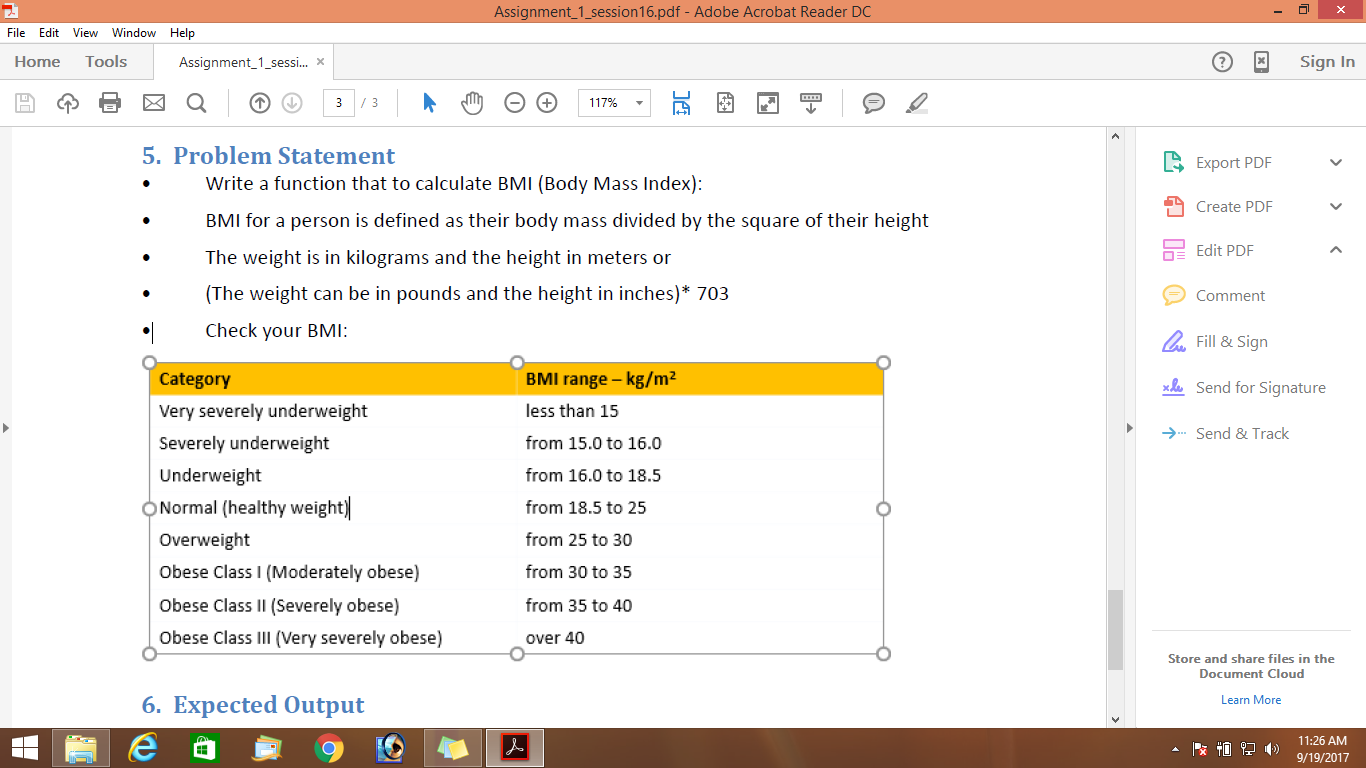 Assignment_1_session16.pdf - Adobe Acrobat Reader DC
File Edit View Window Help
Home Tools Assignment_1_sessi... × Sign In
3 / 3 117%
5. Problem Statement
• Write a function that to calculate BMI (Body Mass Index):
• BMI for a person is defined as their body mass divided by the square of their height
• The weight is in kilograms and the height in meters or
• (The weight can be in pounds and the height in inches)* 703
• Check your BMI:
Category BMI range – kg/m²
Very severely underweight less than 15
Severely underweight from 15.0 to 16.0
Underweight from 16.0 to 18.5
Normal (healthy weight) from 18.5 to 25
Overweight from 25 to 30
Obese Class I (Moderately obese) from 30 to 35
Obese Class II (Severely obese) from 35 to 40
Obese Class III (Very severely obese) over 40
6. Expected Output
Export PDF
Create PDF
Edit PDF
Comment
Fill & Sign
Send for Signature
Send & Track
Store and share files in the
Document Cloud
Learn More
11:26 AM
9/19/2017